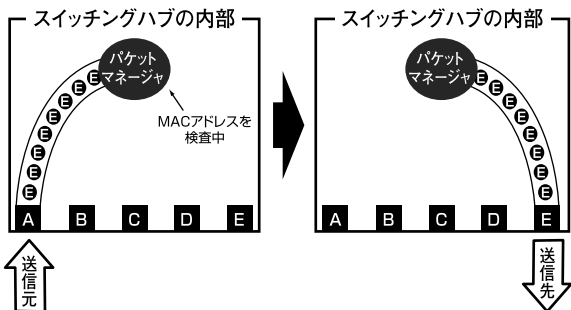 スイッチングハブの内部
パケット
マネージャ
E E E E E E E E
MACアドレスを
検査中
A B C D E
送信元
スイッチングハブの内部
パケット
マネージャ
E E E E E E E E
A B C D E
送信先